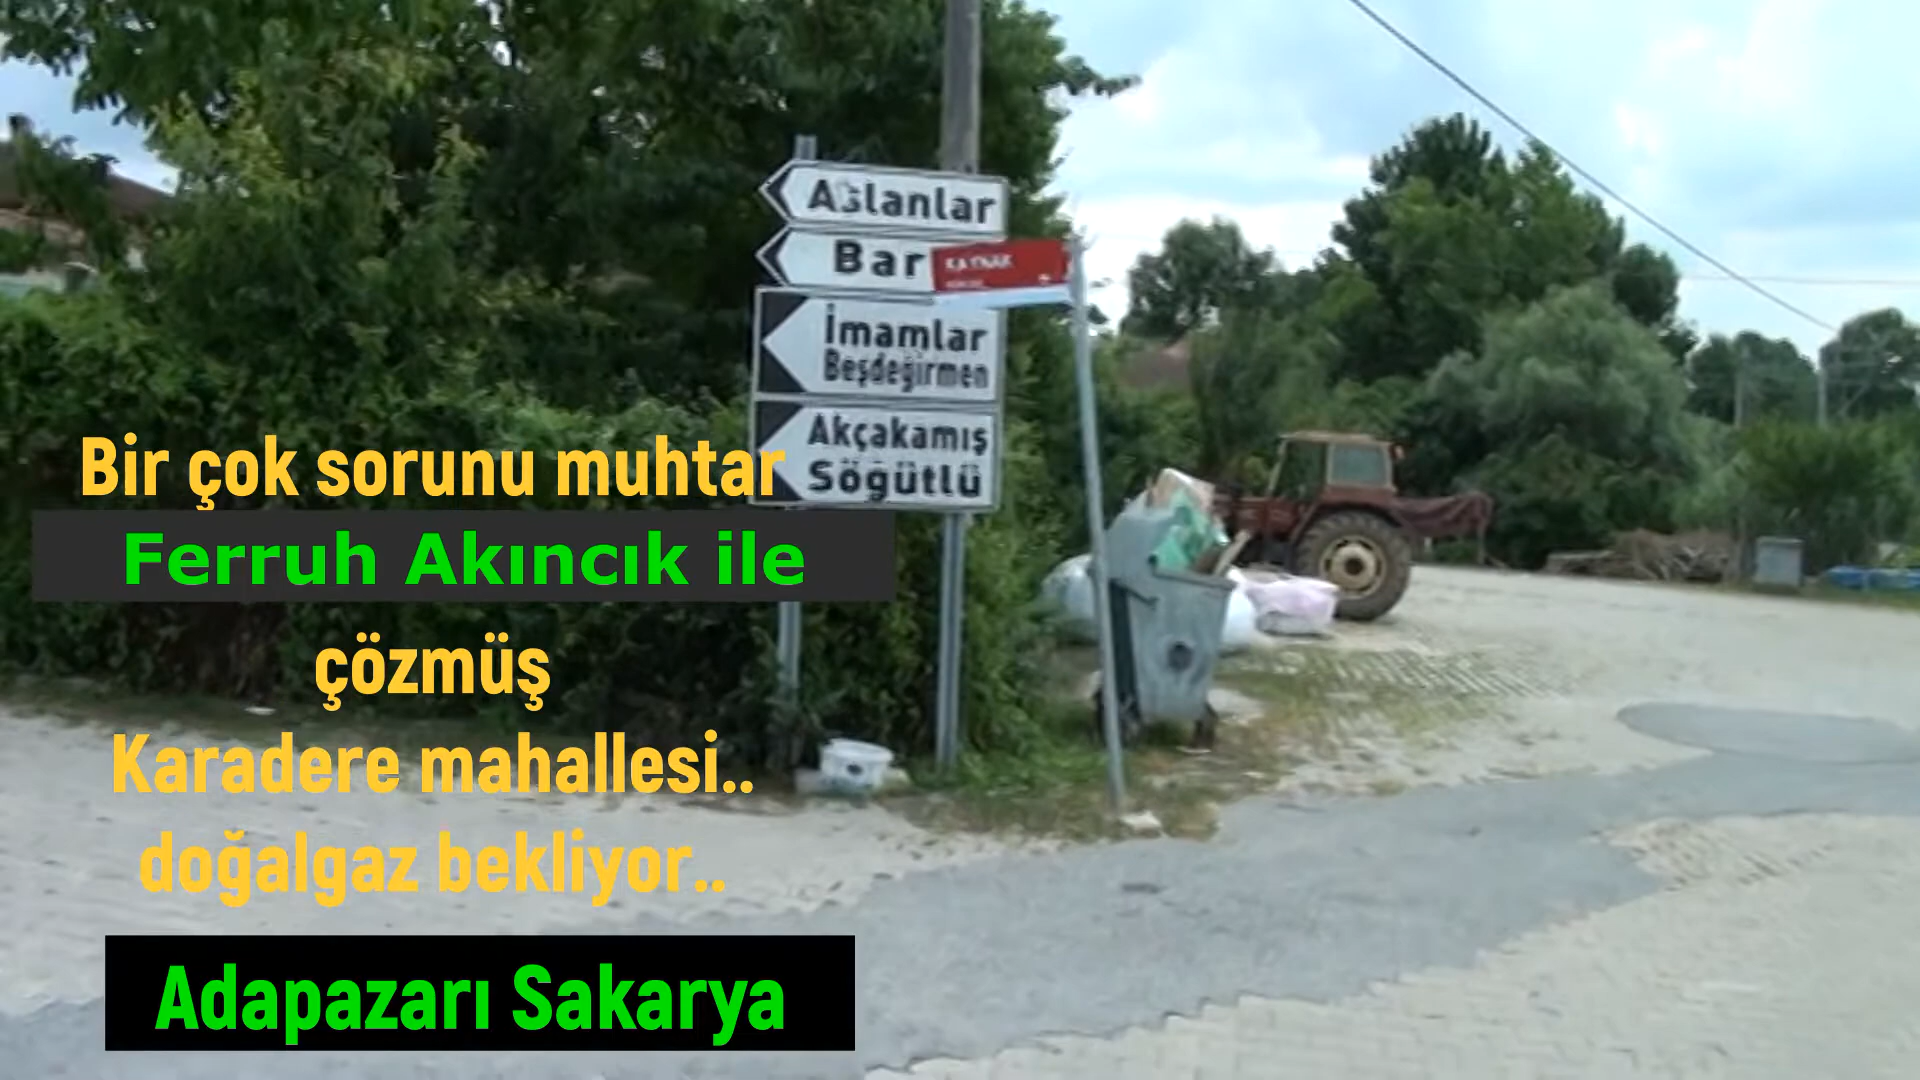 Aslanlar
Bar
KAYNAK
İmamlar
Beşdeğirmen
Akçakamış
Söğütlü
Bir çok sorunu muhtar
Ferruh Akıncık ile
çözmüş
Karadere mahallesi..
doğalgaz bekliyor..
Adapazarı Sakarya